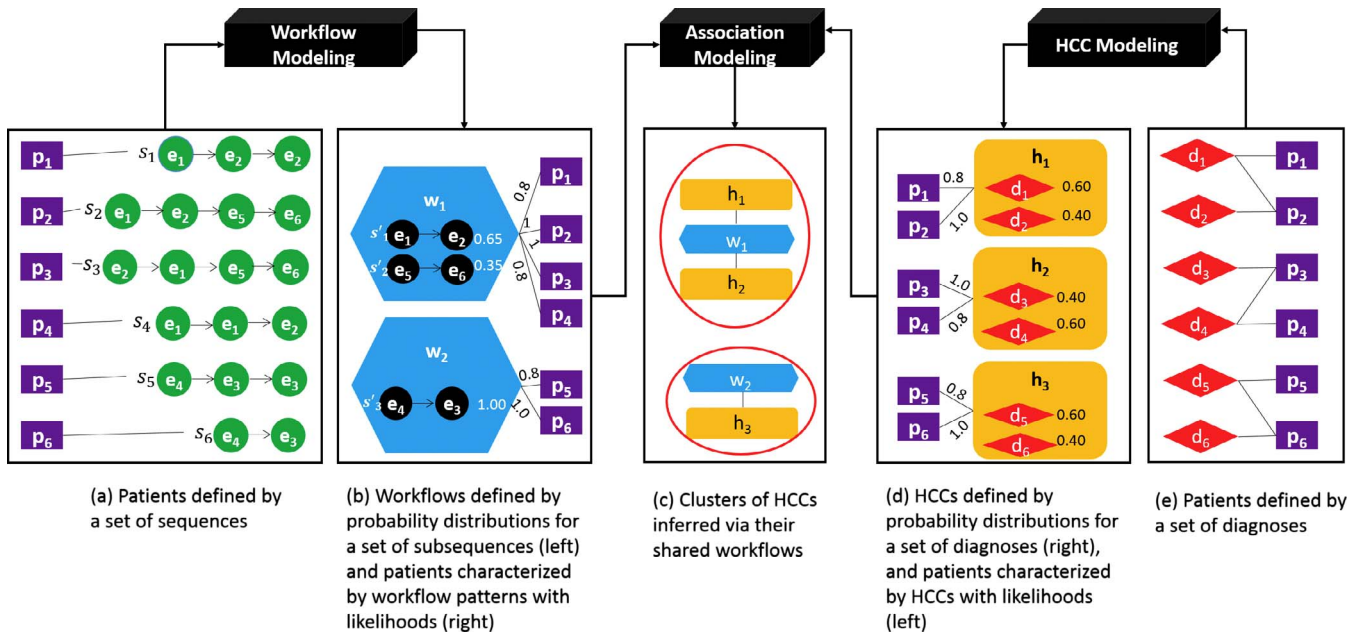 Workflow
Modeling
Association
Modeling
HCC Modeling
p1 s1 e1 e2 e2
p2 s2 e1 e2 e5 e6
p3 s3 e2 e1 e5 e6
p4 s4 e1 e1 e2
p5 s5 e4 e3 e3
p6 s6 e4 e3
w1
s'1 e1 e2 0.65
s'2 e5 e6 0.35
0.8 p1
1 p2
1 p3
0.8 p4
w2
s'3 e4 e3 1.00
0.8 p5
1.0 p6
h1
w1
h2
w2
h3
h1
p1 0.8 d1 0.60
p2 1.0 d2 0.40
h2
p3 1.0 d3 0.40
p4 0.8 d4 0.60
h3
p5 0.8 d5 0.60
p6 1.0 d6 0.40
d1 p1
d2 p2
d3 p3
d4 p4
d5 p5
d6 p6
(a) Patients defined by
a set of sequences
(b) Workflows defined by
probability distributions for
a set of subsequences (left)
and patients characterized
by workflow patterns with
likelihoods (right)
(c) Clusters of HCCs
inferred via their
shared workflows
(d) HCCs defined by
probability distributions for
a set of diagnoses (right),
and patients characterized
by HCCs with likelihoods
(left)
(e) Patients defined by
a set of diagnoses